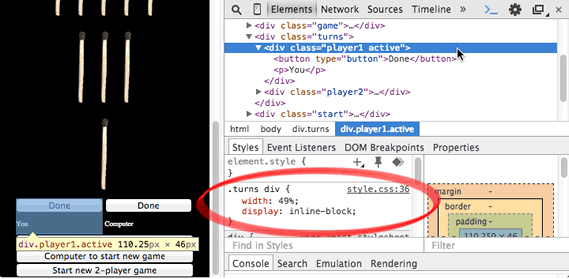 Done
Done
You
Computer
div.player1.active 110.25px × 46px
Computer to start new game
Start new 2-player game
Elements Network Sources Timeline »
▶<div class="game">…</div>
▼<div class="turns">
▼<div class="player1 active">
<button type="button">Done</button>
<p>You</p>
</div>
▶<div class="player2">…</div>
</div>
▶<div class="start">…</div>
html body div.turns div.player1.active
Styles Event Listeners DOM Breakpoints Properties
element.style {
}
.turns div { style.css:36
width: 49%;
display: inline-block;
}
Find in Styles
margin -
border -
padding -
110.250 × 46
Filter
Console Search Emulation Rendering